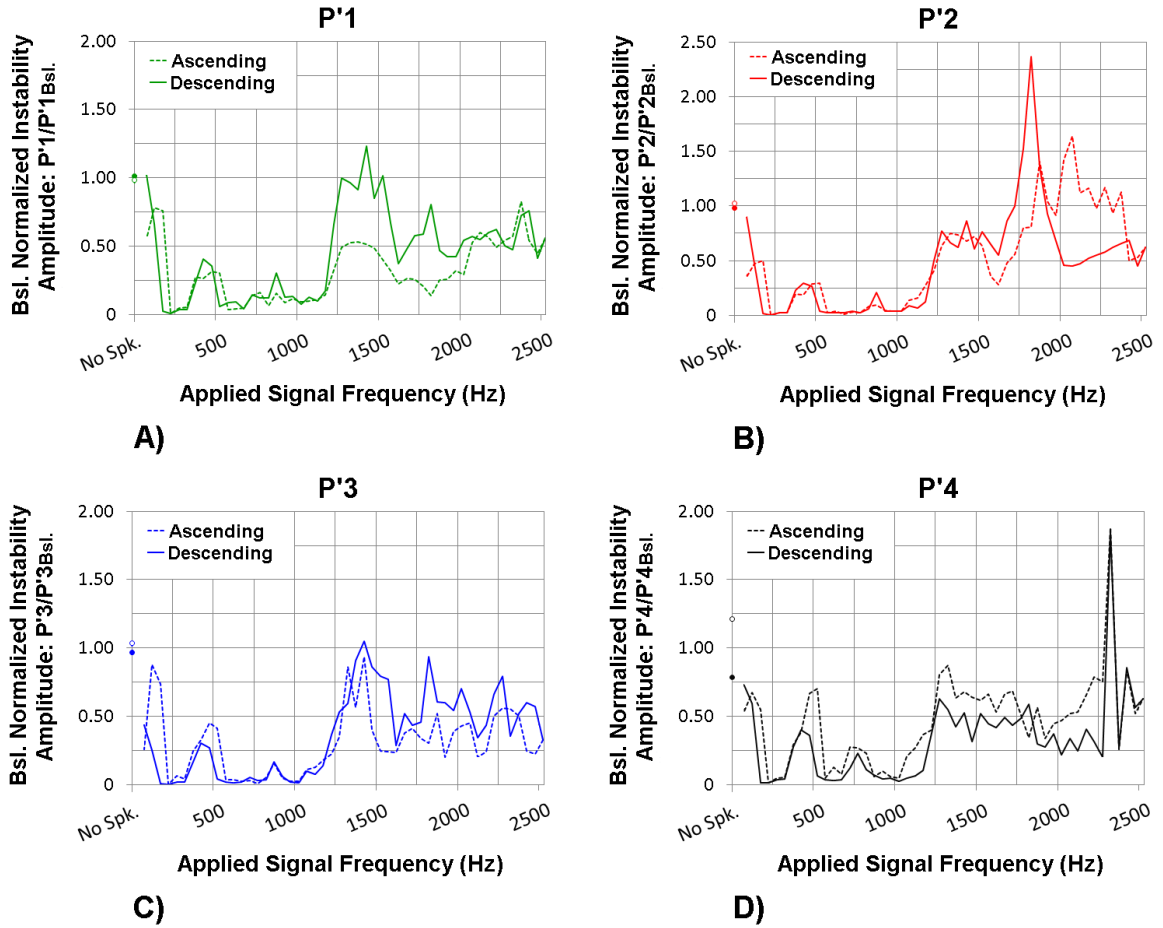 P'1
Bsl. Normalized Instability
Amplitude: P'1/P'1Bsl.
2.00
1.50
1.00
0.50
0
Ascending
Descending
No Spk.
500
1000
1500
2000
2500
Applied Signal Frequency (Hz)
A)
P'2
Bsl. Normalized Instability
Amplitude: P'2/P'2Bsl.
2.50
2.00
1.50
1.00
0.50
0
Ascending
Descending
No Spk.
500
1000
1500
2000
2500
Applied Signal Frequency (Hz)
B)
P'3
Bsl. Normalized Instability
Amplitude: P'3/P'3Bsl.
2.00
1.50
1.00
0.50
0
Ascending
Descending
No Spk.
500
1000
1500
2000
2500
Applied Signal Frequency (Hz)
C)
P'4
Bsl. Normalized Instability
Amplitude: P'4/P'4Bsl.
2.00
1.50
1.00
0.50
0
Ascending
Descending
No Spk.
500
1000
1500
2000
2500
Applied Signal Frequency (Hz)
D)